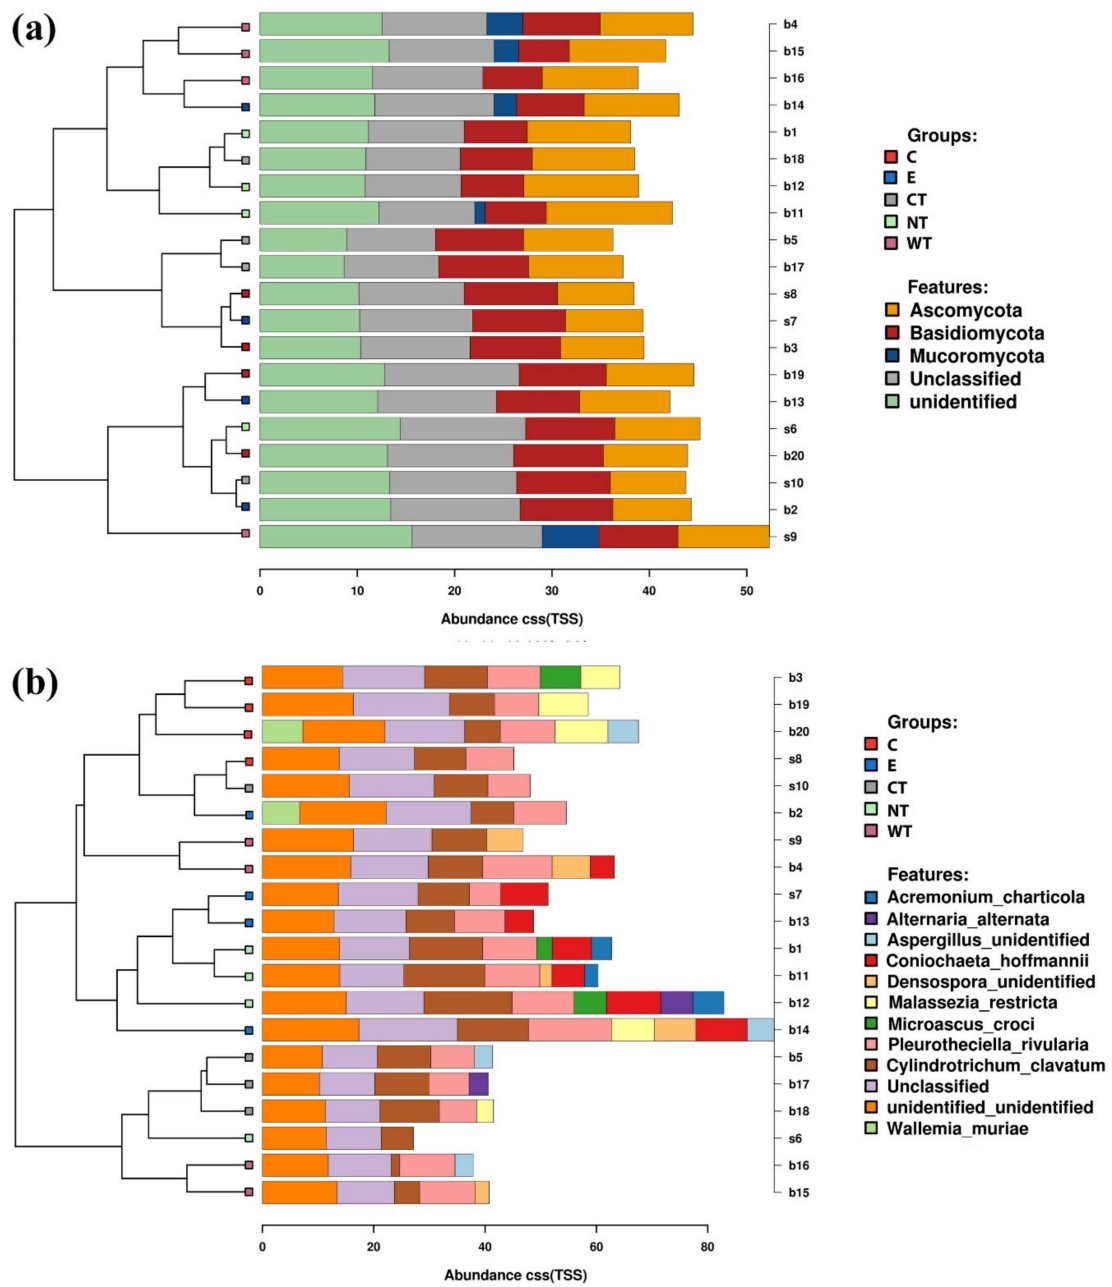 (a)
b4
b15
b16
b14
b1
b18
b12
b11
b5
b17
s8
s7
b3
b19
b13
s6
b20
s10
b2
s9
Groups:
C
E
CT
NT
WT
Features:
Ascomycota
Basidiomycota
Mucoromycota
Unclassified
unidentified
0 10 20 30 40 50
Abundance css(TSS)
(b)
b3
b19
b20
s8
s10
b2
s9
b4
s7
b13
b1
b11
b12
b14
b5
b17
b18
s6
b16
b15
Groups:
C
E
CT
NT
WT
Features:
Acremonium_charticola
Alternaria_alternata
Aspergillus_unidentified
Coniochaeta_hoffmannii
Densospora_unidentified
Malassezia_restricta
Microascus_croci
Pleurotheciella_rivularia
Cylindrotrichum_clavatum
Unclassified
unidentified_unidentified
Wallemia_muriae
0 20 40 60 80
Abundance css(TSS)